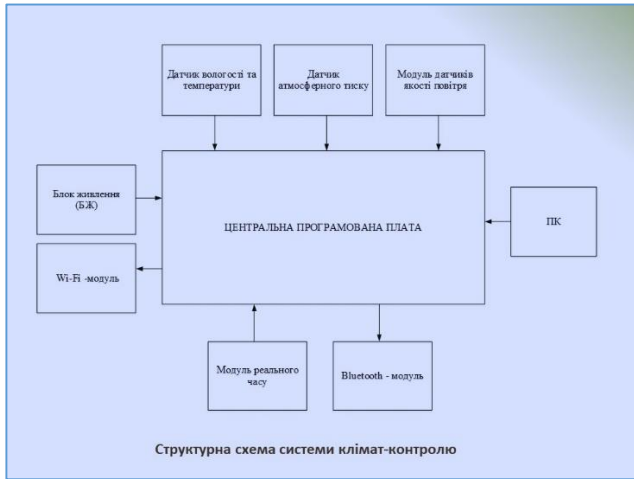 Датчик вологості та
температури
Датчик
атмосферного тиску
Модуль датчиків
якості повітря
Блок живлення
(БЖ)
ЦЕНТРАЛЬНА ПРОГРАМОВАНА ПЛАТА
ПК
Wi-Fi -модуль
Модуль реального
часу
Bluetooth - модуль
Структурна схема системи клімат-контролю